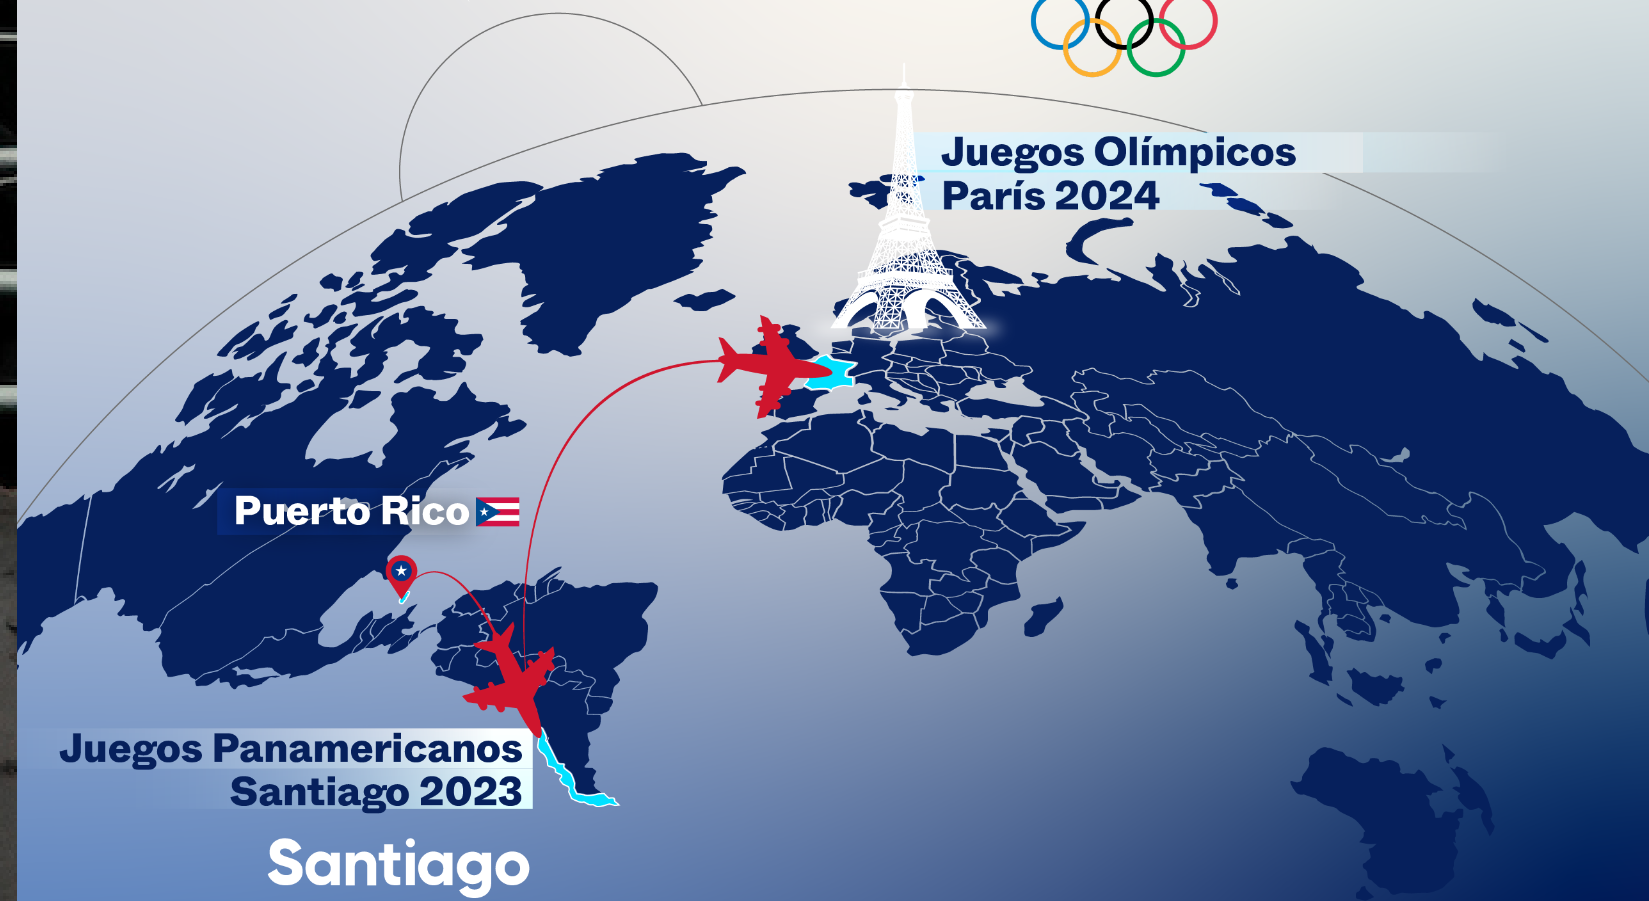 Juegos Olímpicos
París 2024
Puerto Rico
Juegos Panamericanos
Santiago 2023
Santiago